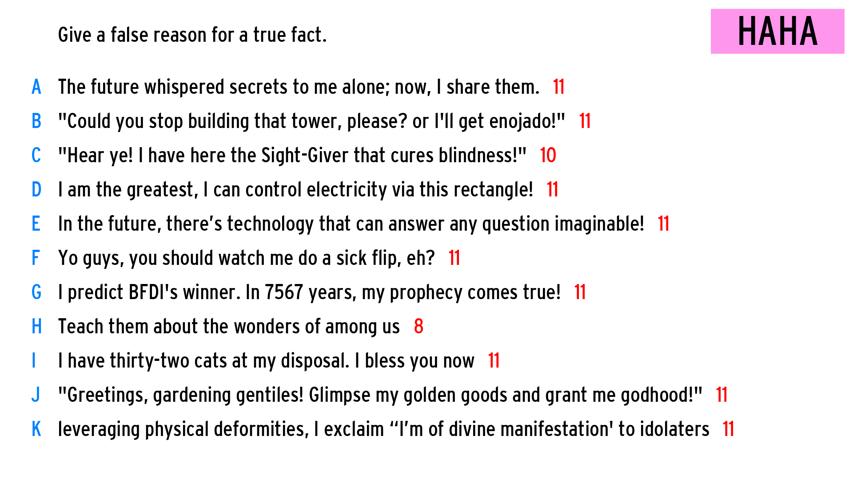 Give a false reason for a true fact.
HAHA
A The future whispered secrets to me alone; now, I share them. 11
B "Could you stop building that tower, please? or I'll get enojado!" 11
C "Hear ye! I have here the Sight-Giver that cures blindness!" 10
D I am the greatest, I can control electricity via this rectangle! 11
E In the future, there’s technology that can answer any question imaginable! 11
F Yo guys, you should watch me do a sick flip, eh? 11
G I predict BFDI's winner. In 7567 years, my prophecy comes true! 11
H Teach them about the wonders of among us 8
I I have thirty-two cats at my disposal. I bless you now 11
J "Greetings, gardening gentiles! Glimpse my golden goods and grant me godhood!" 11
K leveraging physical deformities, I exclaim “I’m of divine manifestation' to idolaters 11